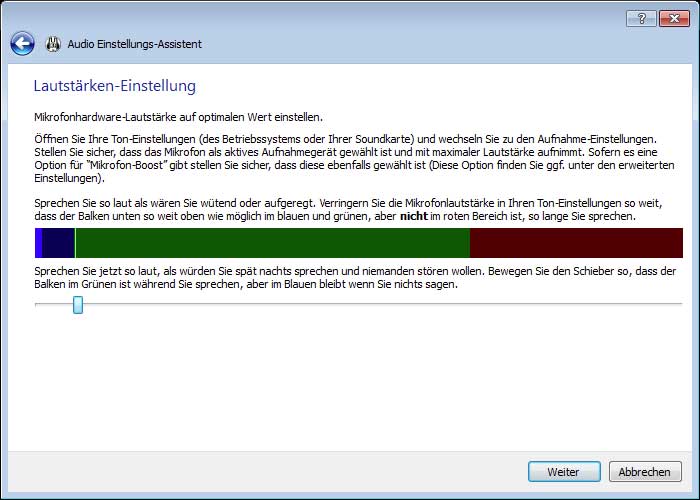 Audio Einstellungs-Assistent
Lautstärken-Einstellung
Mikrofonhardware-Lautstärke auf optimalen Wert einstellen.
Öffnen Sie Ihre Ton-Einstellungen (des Betriebssystems oder Ihrer Soundkarte) und wechseln Sie zu den Aufnahme-Einstellungen.
Stellen Sie sicher, dass das Mikrofon als aktives Aufnahmegerät gewählt ist und mit maximaler Lautstärke aufnimmt. Sofern es eine
Option für "Mikrofon-Boost" gibt stellen Sie sicher, dass diese ebenfalls gewählt ist (Diese Option finden Sie ggf. unter den erweiterten
Einstellungen).
Sprechen Sie so laut als wären Sie wütend oder aufgeregt. Verringern Sie die Mikrofonlautstärke in Ihren Ton-Einstellungen so weit,
dass der Balken unten so weit oben wie möglich im blauen und grünen, aber nicht im roten Bereich ist, so lange Sie sprechen.
Sprechen Sie jetzt so laut, als würden Sie spät nachts sprechen und niemanden stören wollen. Bewegen Sie den Schieber so, dass der
Balken im Grünen ist während Sie sprechen, aber im Blauen bleibt wenn Sie nichts sagen.
Weiter
Abbrechen